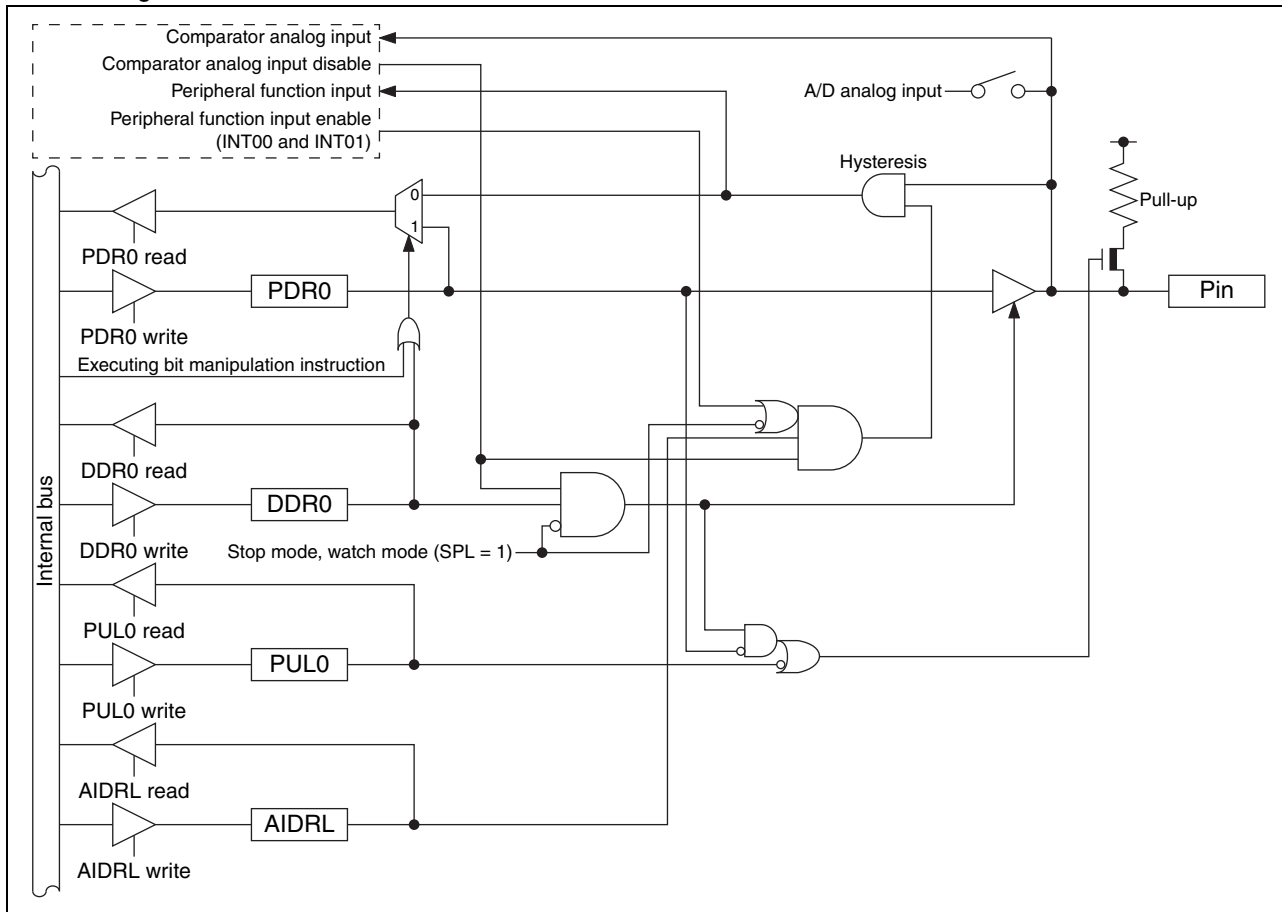 Comparator analog input
Comparator analog input disable
Peripheral function input
A/D analog input
Peripheral function input enable
(INT00 and INT01)
Hysteresis
0
Pull-up
1
PDR0 read
PDR0
Pin
PDR0 write
Executing bit manipulation instruction
DDR0 read
DDR0
DDR0 write
Stop mode, watch mode (SPL = 1)
Internal bus
PUL0 read
PUL0
PUL0 write
AIDRL read
AIDRL
AIDRL write